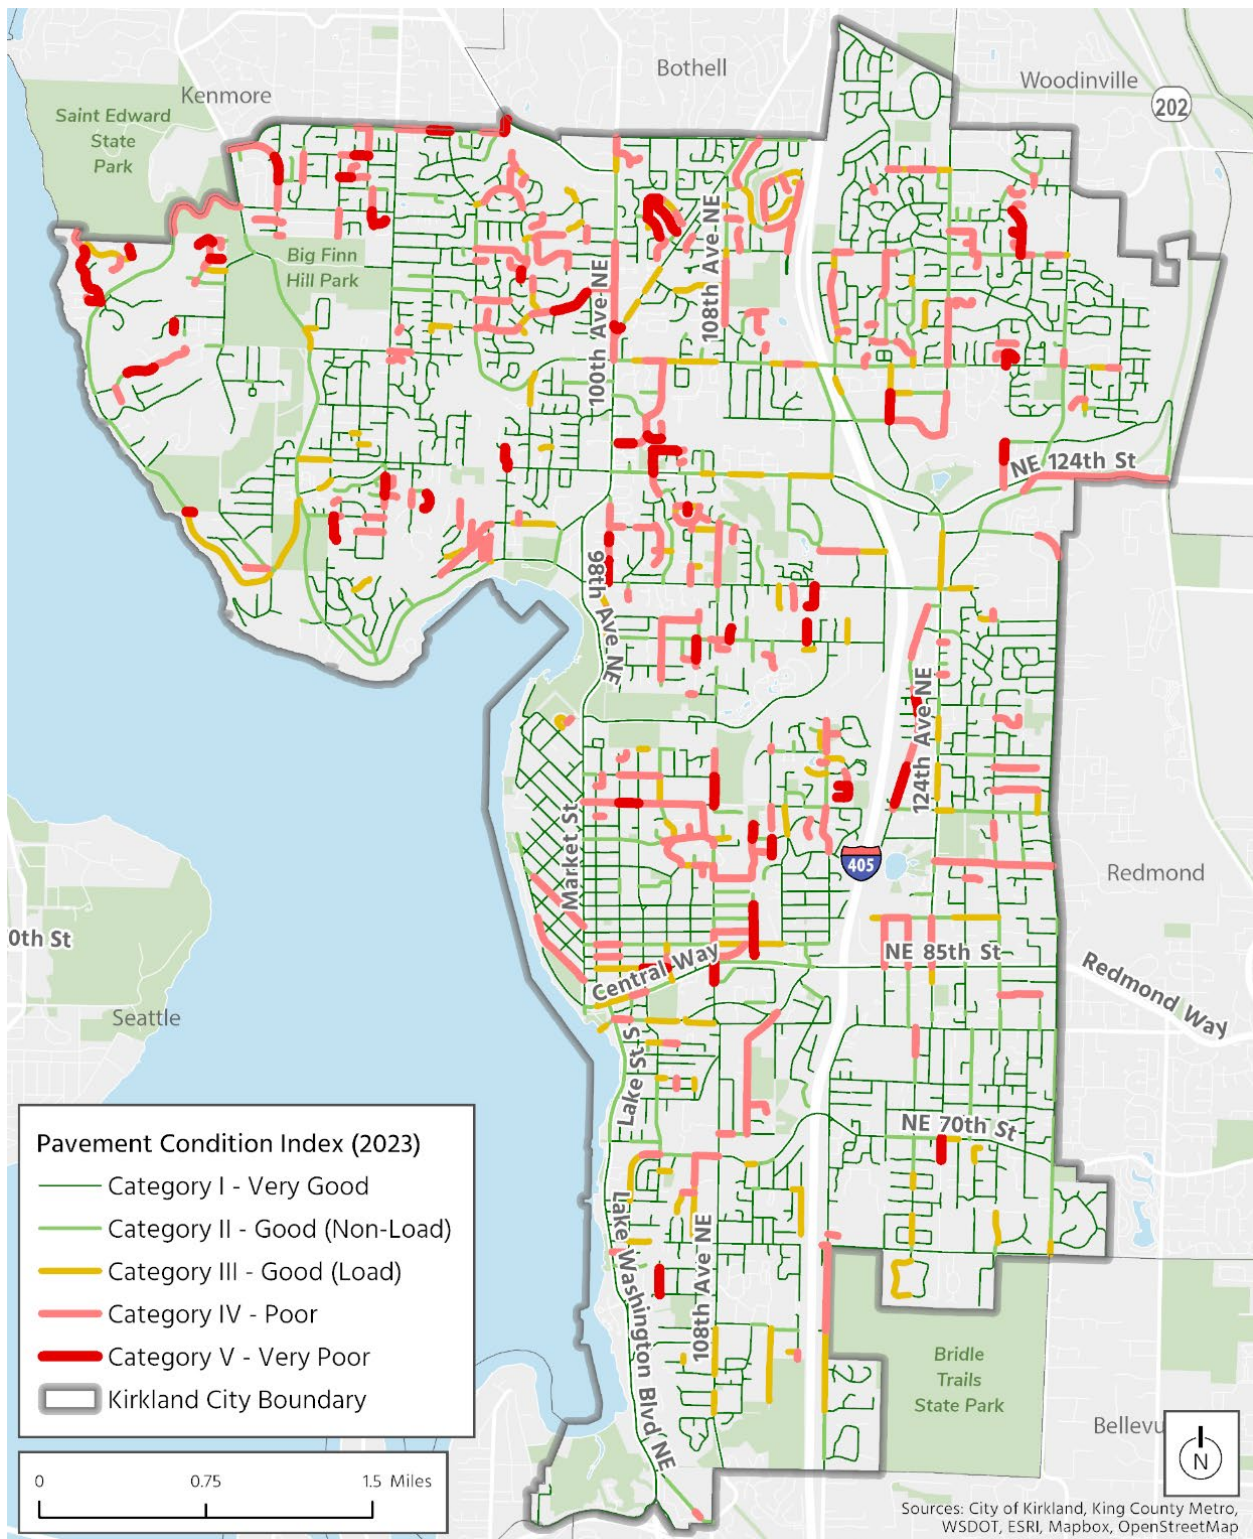 Bothell
Woodinville
202
Kenmore
Saint Edward
State
Park
Big Finn
Hill Park
108th Ave NE
100th Ave NE
NE 124th St
98th Ave NE
124th Ave NE
Market St
405
Redmond
0th St
NE 85th St
Central Way
Redmond Way
Seattle
Lake St S
NE 70th St
Lake Washington Blvd NE
108th Ave NE
Bridle
Trails
State Park
Bellevu
Pavement Condition Index (2023)
Category I - Very Good
Category II - Good (Non-Load)
Category III - Good (Load)
Category IV - Poor
Category V - Very Poor
Kirkland City Boundary
0 0.75 1.5 Miles
N
Sources: City of Kirkland, King County Metro,
WSDOT, ESRI, Mapbox, OpenStreetMap